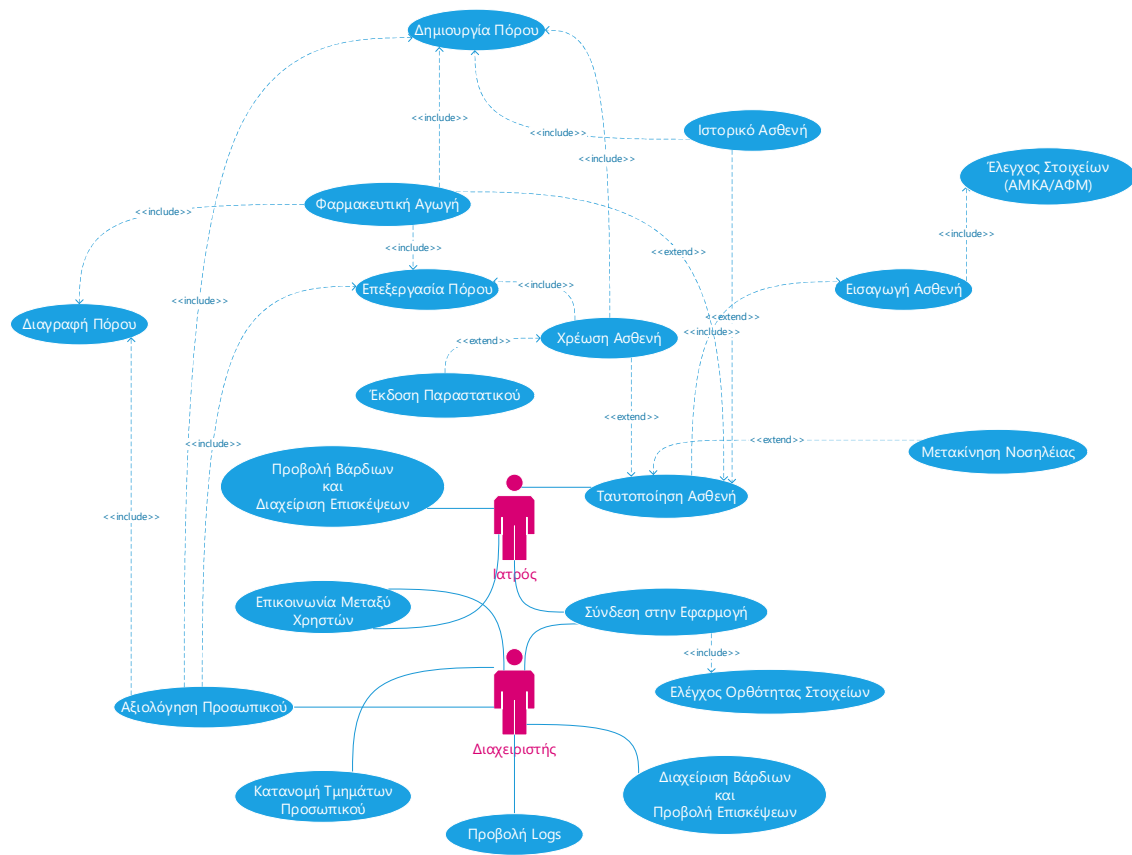 Δημιουργία Πόρου
<<include>>
<<include>>
Ιστορικό Ασθενή
<<include>>
Έλεγχος Στοιχείων
(ΑΜΚΑ/ΑΦΜ)
Φαρμακευτική Αγωγή
<<include>>
<<include>>
<<include>>
<<extend>>
Επεξεργασία Πόρου
<<include>>
Εισαγωγή Ασθενή
<<include>>
Διαγραφή Πόρου
<<extend>>
<<include>>
Χρέωση Ασθενή
<<extend>>
Έκδοση Παραστατικού
<<extend>>
<<include>>
<<extend>>
Μετακίνηση Νοσηλείας
Προβολή Βάρδιων
και
Διαχείριση Επισκέψεων
Ταυτοποίηση Ασθενή
<<include>>
Ιατρός
Επικοινωνία Μεταξύ
Χρηστών
Σύνδεση στην Εφαρμογή
<<include>>
Ελέγχος Ορθότητας Στοιχείων
Αξιολόγηση Προσωπικού
Διαχειριστής
Κατανομή Τμημάτων
Προσωπικού
Διαχείριση Βάρδιων
και
Προβολή Επισκέψεων
Προβολή Logs